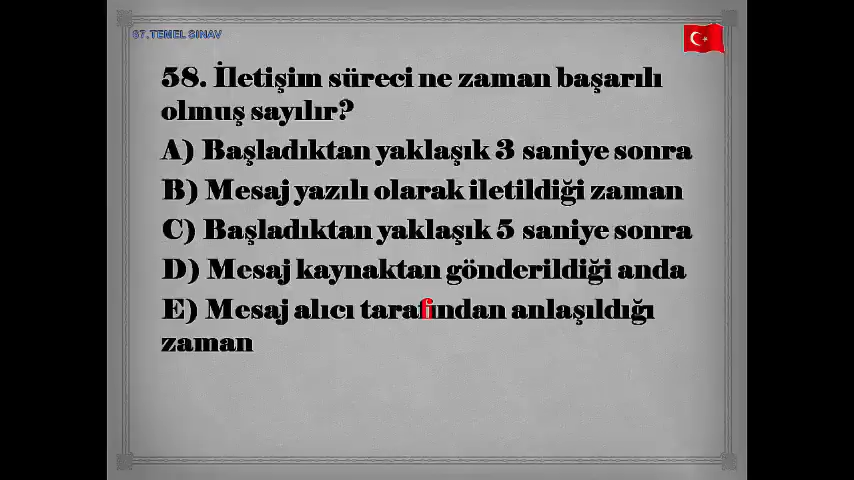 67.TEMEL SINAV
58. İletişim süreci ne zaman başarılı
olmuş sayılır?
A) Başladıktan yaklaşık 3 saniye sonra
B) Mesaj yazılı olarak iletildiği zaman
C) Başladıktan yaklaşık 5 saniye sonra
D) Mesaj kaynaktan gönderildiği anda
E) Mesaj alıcı tarafından anlaşıldığı
zaman